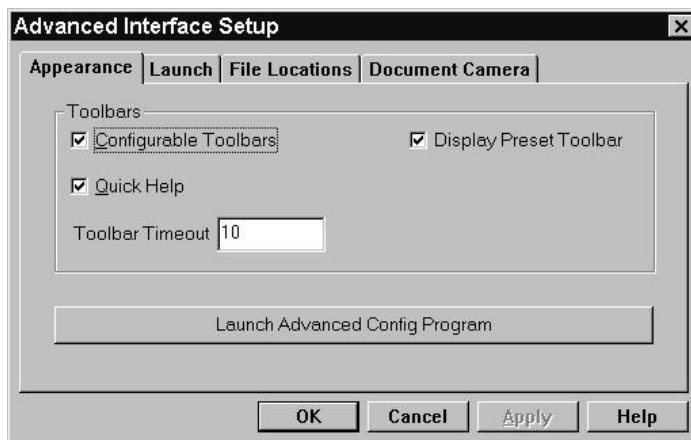 Advanced Interface Setup
Appearance Launch File Locations Document Camera
Toolbars
Configurable Toolbars Display Preset Toolbar
Quick Help
Toolbar Timeout 10
Launch Advanced Config Program
OK Cancel Apply Help